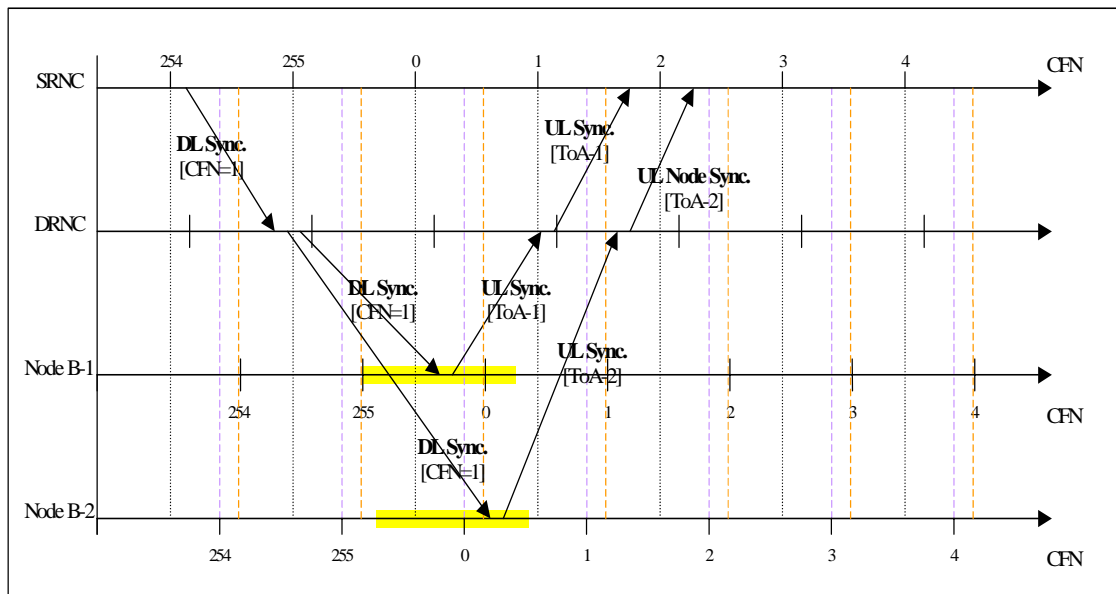 254 255 0 1 2 3 4 CFN
SRNC
DL Sync.
[CFN=1]
UL Sync.
[ToA-1]
UL Node Sync.
[ToA-2]
DRNC
DL Sync.
[CFN=1]
UL Sync.
[ToA-1]
UL Sync.
[ToA-2]
Node B-1
254 255 0 1 2 3 4 CFN
DL Sync.
[CFN=1]
Node B-2
254 255 0 1 2 3 4 CFN